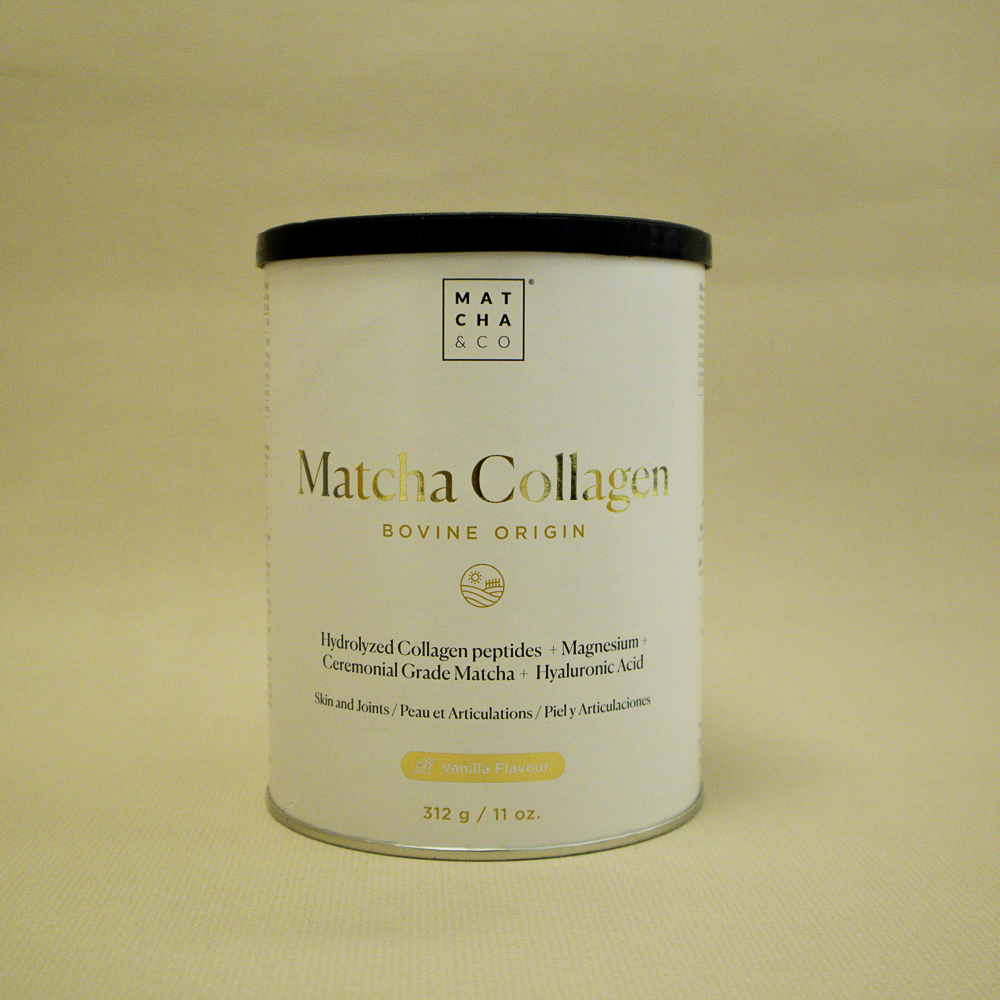 MAT
CHA
& CO
®
Matcha Collagen
BOVINE ORIGIN
Hydrolyzed Collagen peptides + Magnesium +
Ceremonial Grade Matcha + Hyaluronic Acid
Skin and Joints / Peau et Articulations / Piel y Articulaciones
Vanilla Flavour
312 g / 11 oz.